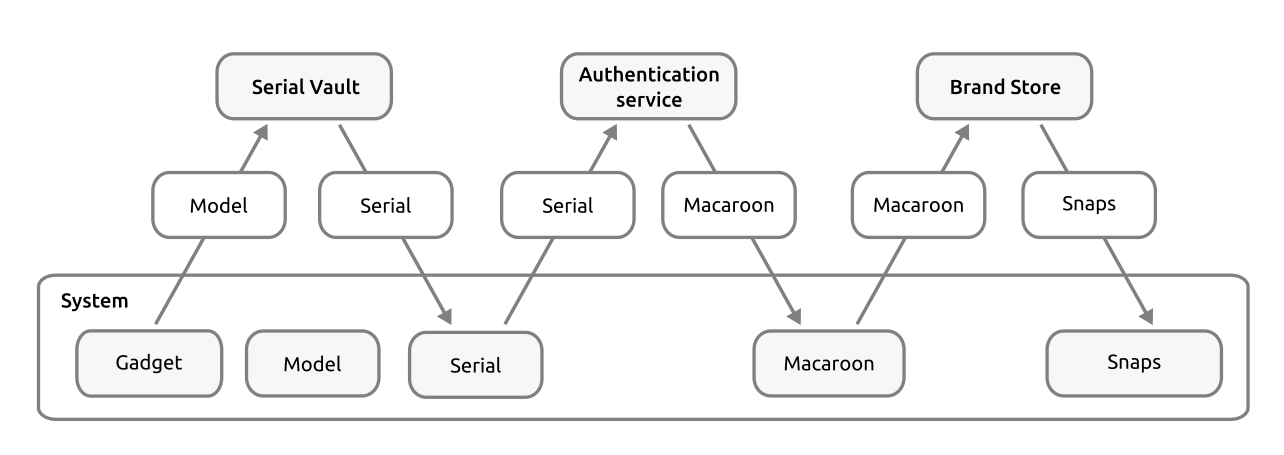 Serial Vault
Authentication
service
Brand Store
Model
Serial
Serial
Macaroon
Macaroon
Snaps
System
Gadget
Model
Serial
Macaroon
Snaps